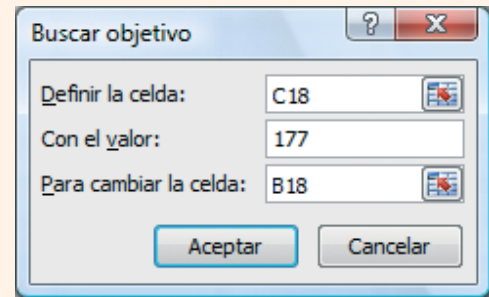 Buscar objetivo
Definir la celda: C18
Con el valor: 177
Para cambiar la celda: B18
Aceptar Cancelar